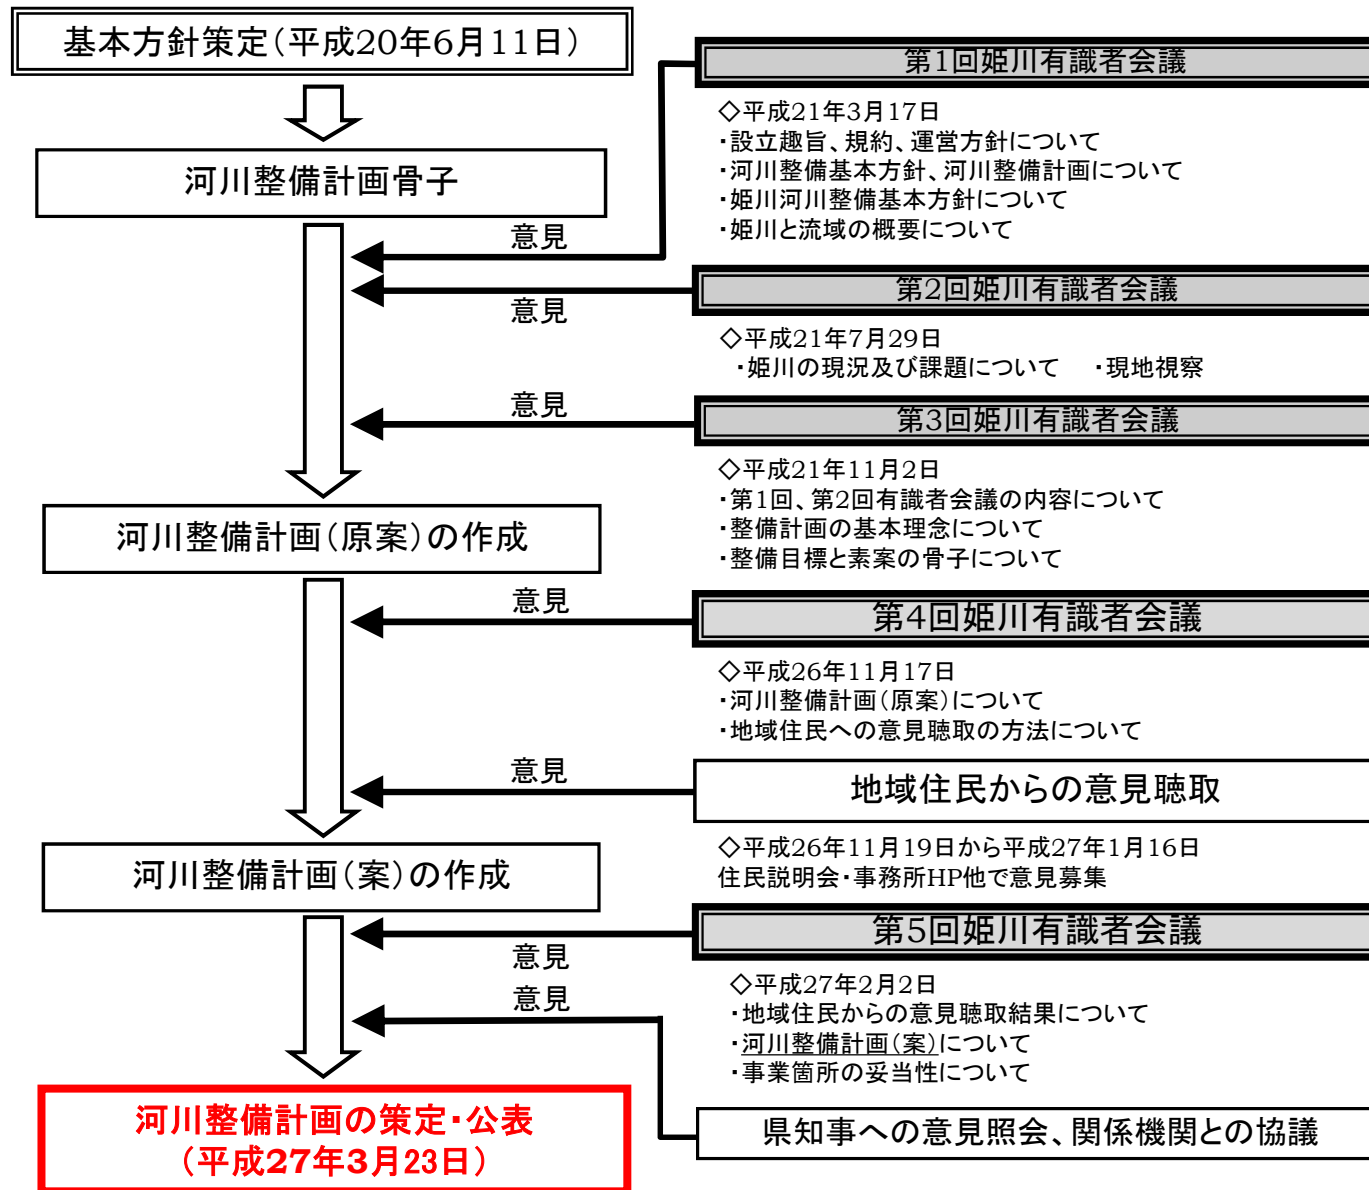 基本方針策定(平成20年6月11日)
第1回姫川有識者会議
◇平成21年3月17日
・設立趣旨、規約、運営方針について
・河川整備基本方針、河川整備計画について
・姫川河川整備基本方針について
・姫川と流域の概要について
河川整備計画骨子
意見
第2回姫川有識者会議
意見
◇平成21年7月29日
・姫川の現況及び課題について　・現地視察
意見
第3回姫川有識者会議
◇平成21年11月2日
・第1回、第2回有識者会議の内容について
・整備計画の基本理念について
・整備目標と素案の骨子について
河川整備計画(原案)の作成
意見
第4回姫川有識者会議
◇平成26年11月17日
・河川整備計画(原案)について
・地域住民への意見聴取の方法について
意見
地域住民からの意見聴取
◇平成26年11月19日から平成27年1月16日
住民説明会・事務所HP他で意見募集
河川整備計画(案)の作成
第5回姫川有識者会議
意見
◇平成27年2月2日
・地域住民からの意見聴取結果について
・河川整備計画(案)について
・事業箇所の妥当性について
意見
県知事への意見照会、関係機関との協議
河川整備計画の策定・公表
(平成27年3月23日)